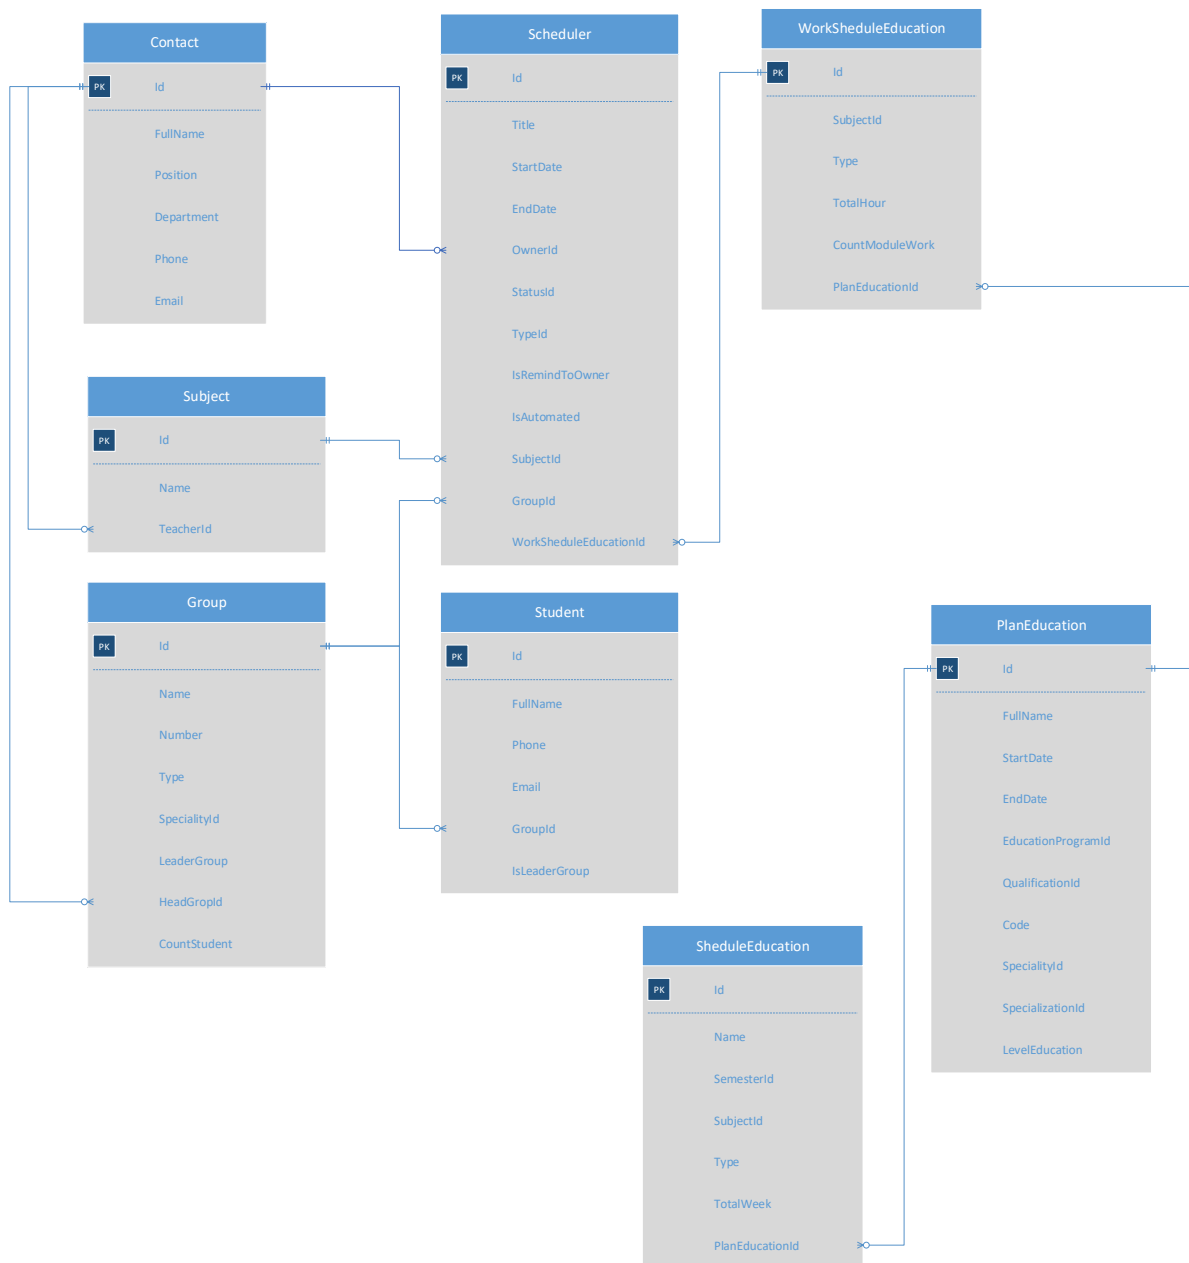 Contact
PK
Id
FullName
Position
Department
Phone
Email
Scheduler
PK
Id
Title
StartDate
EndDate
OwnerId
StatusId
TypeId
IsRemindToOwner
IsAutomated
SubjectId
GroupId
WorkSheduleEducationId
WorkSheduleEducation
PK
Id
SubjectId
Type
TotalHour
CountModuleWork
PlanEducationId
Subject
PK
Id
Name
TeacherId
Group
PK
Id
Name
Number
Type
SpecialityId
LeaderGroup
HeadGropId
CountStudent
Student
PK
Id
FullName
Phone
Email
GroupId
IsLeaderGroup
PlanEducation
PK
Id
FullName
StartDate
EndDate
EducationProgramId
QualificationId
Code
SpecialityId
SpecializationId
LevelEducation
SheduleEducation
PK
Id
Name
SemesterId
SubjectId
Type
TotalWeek
PlanEducationId